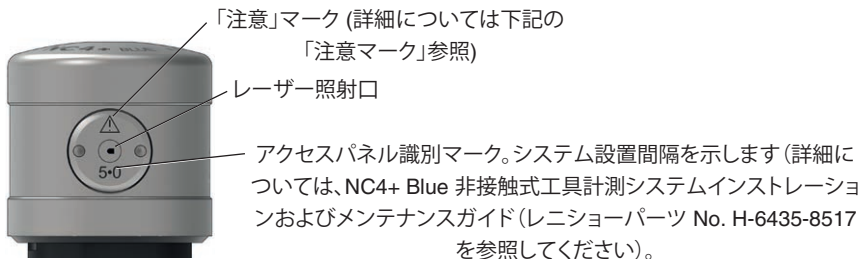 「注意」マーク (詳細については下記の
「注意マーク」参照)
NC4+ BLUE
レーザー照射口
5•0
アクセスパネル識別マーク。システム設置間隔を示します（詳細に
ついては、NC4+ Blue 非接触式工具計測システムインストレーショ
ンおよびメンテナンスガイド（レニショーパーツ No. H-6435-8517
を参照してください）。